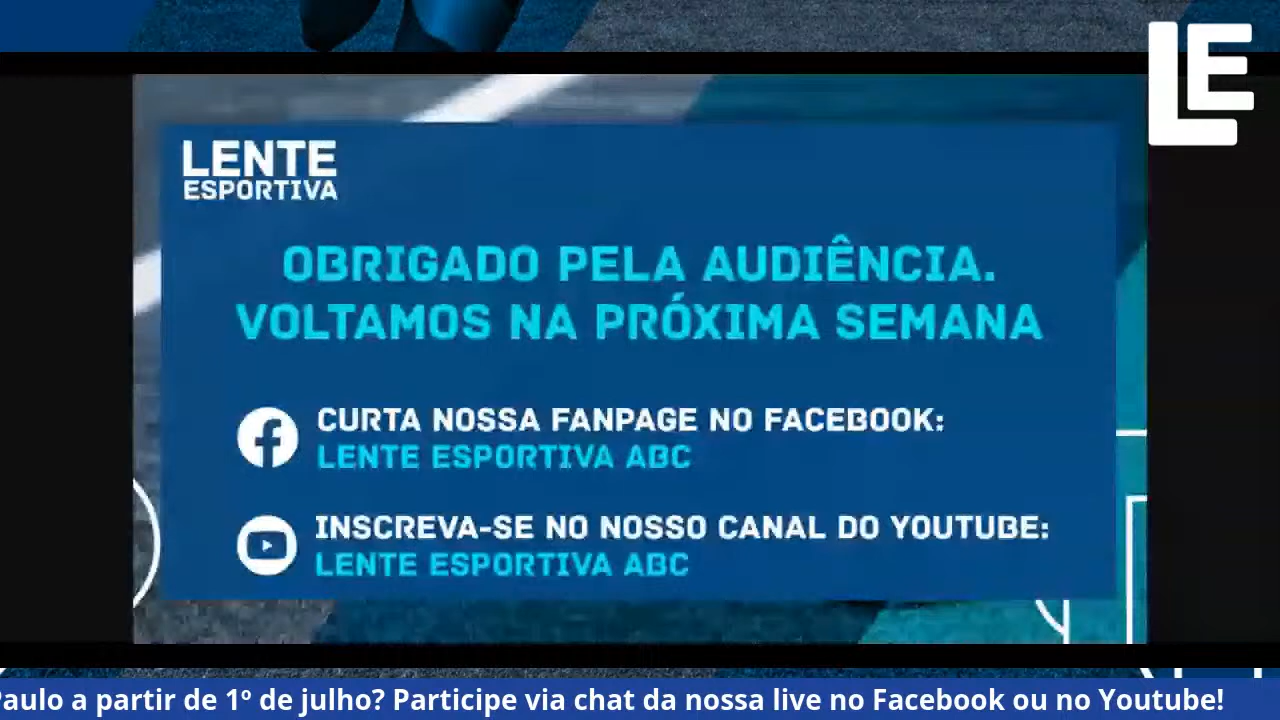 LE
LENTE
ESPORTIVA
OBRIGADO PELA AUDIÊNCIA.
VOLTAMOS NA PRÓXIMA SEMANA
CURTA NOSSA FANPAGE NO FACEBOOK:
LENTE ESPORTIVA ABC
INSCREVA-SE NO NOSSO CANAL DO YOUTUBE:
LENTE ESPORTIVA ABC
Paulo a partir de 1º de julho? Participe via chat da nossa live no Facebook ou no Youtube!